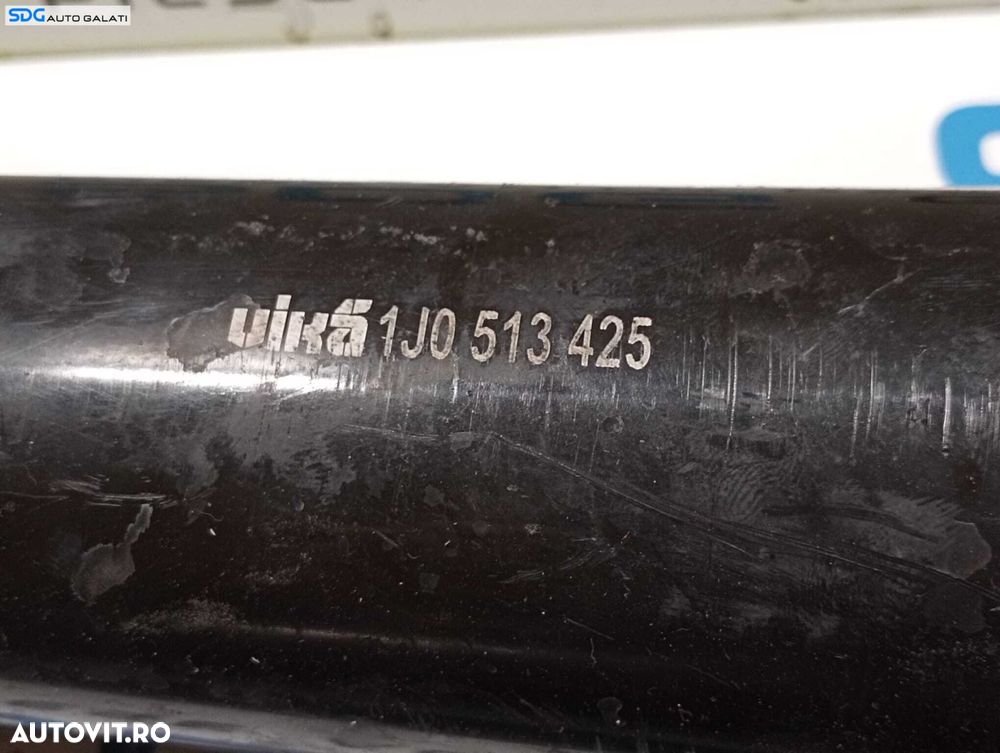 SDG AUTO GALATI
vika 1J0 513 425
AUTOVIT.RO